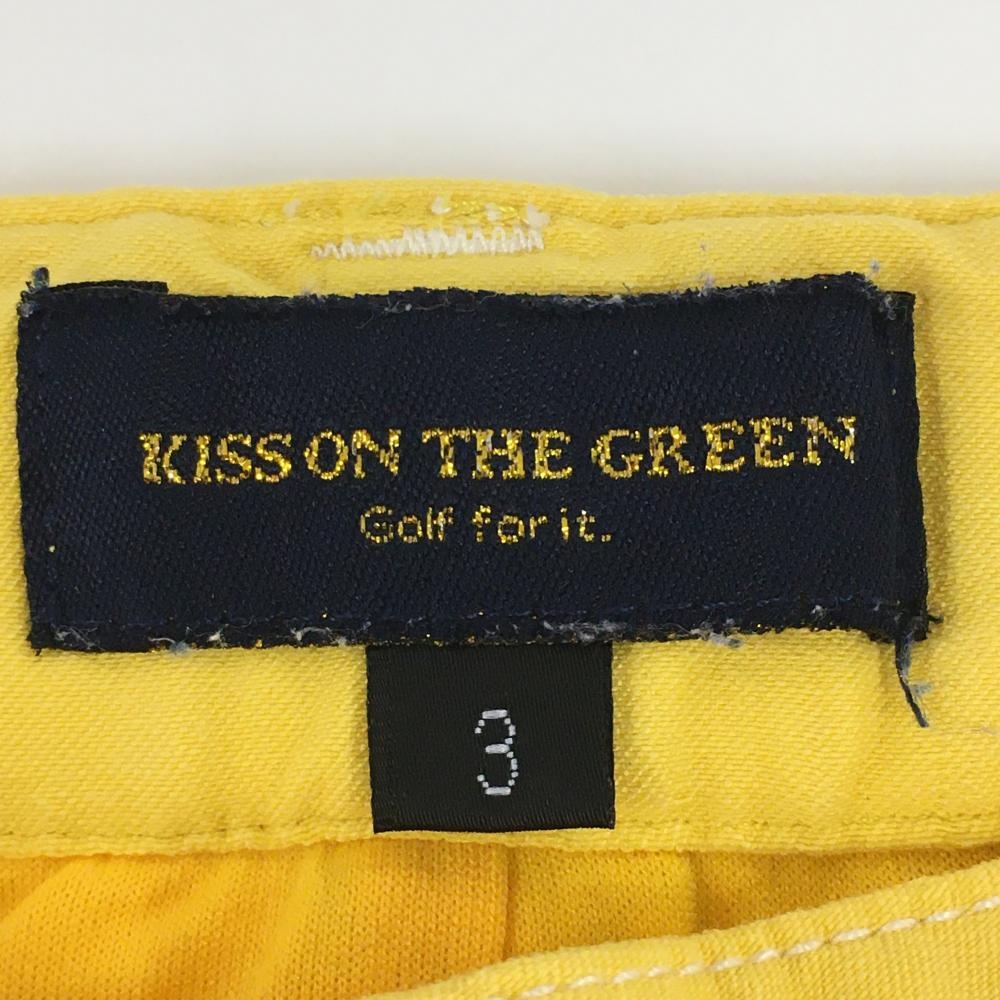 KISS ON THE GREEN
Golf for it.
3